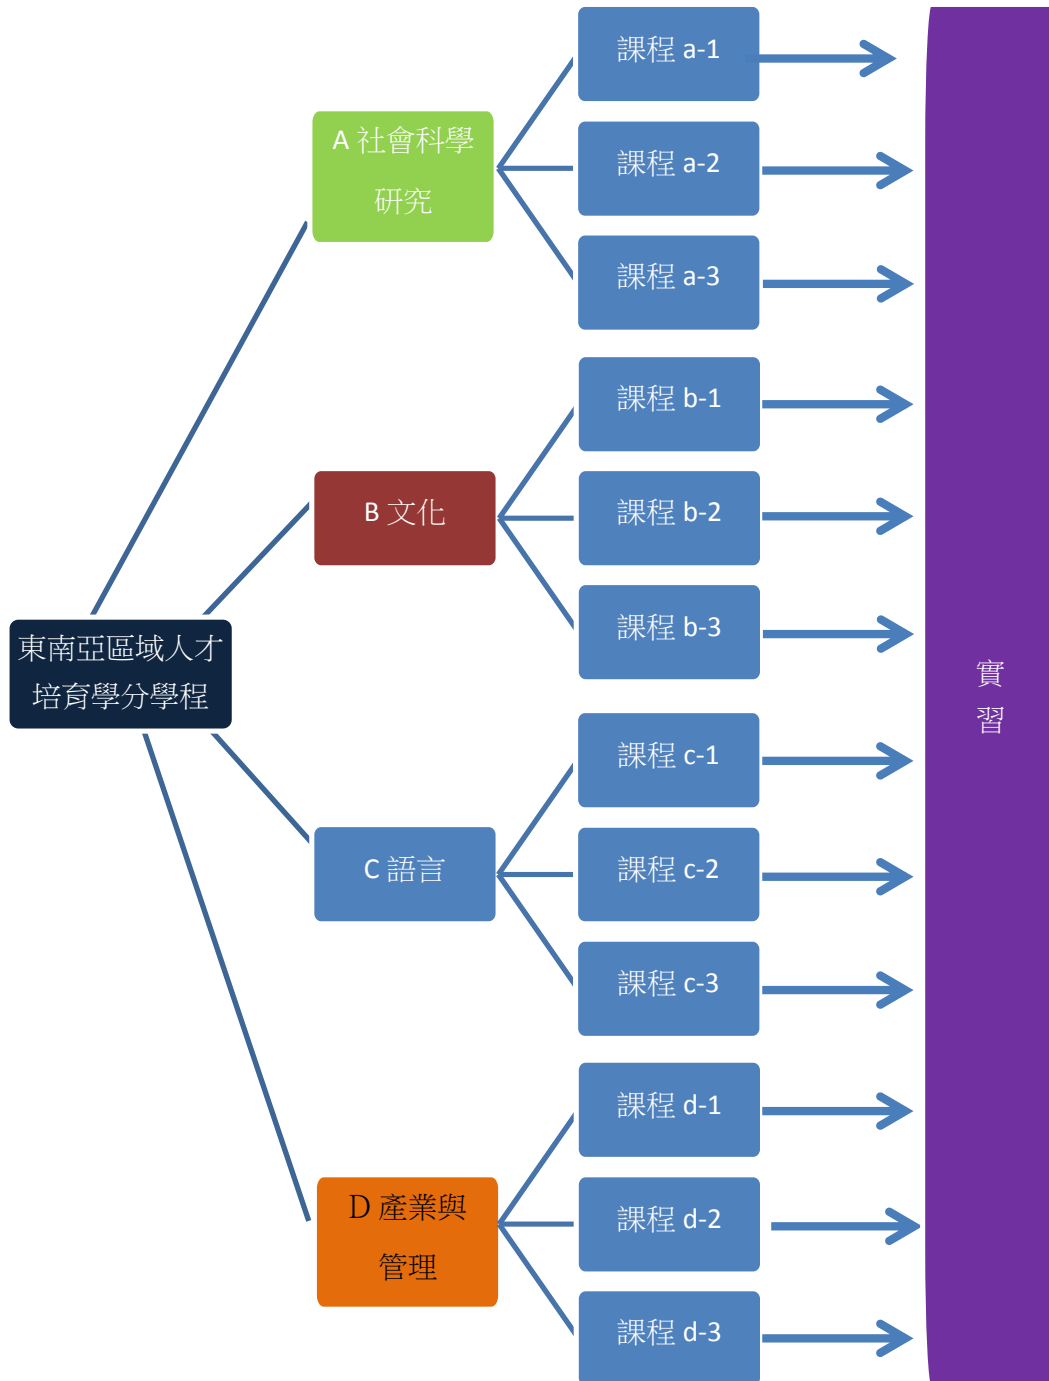 東南亞區域人才
培育學分學程
A 社會科學
研究
課程 a-1
課程 a-2
課程 a-3
B 文化
課程 b-1
課程 b-2
課程 b-3
C 語言
課程 c-1
課程 c-2
課程 c-3
D 產業與
管理
課程 d-1
課程 d-2
課程 d-3
實
習